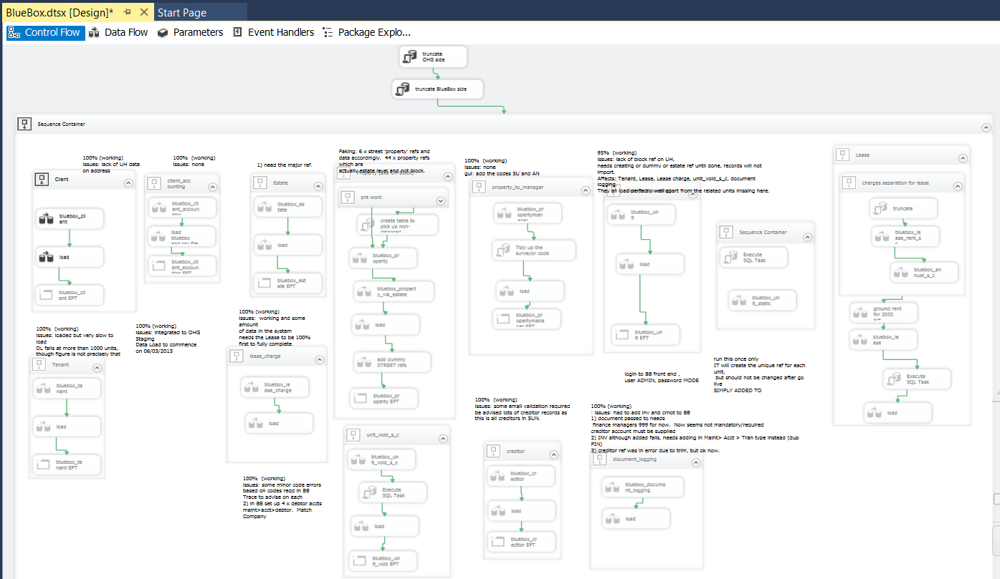 BlueBox.dtsx [Design]*
Start Page
Control Flow
Data Flow
Parameters
Event Handlers
Package Explo...
truncate
OHG side
truncate BlueBox side
Sequence Container
100% (working)
Issues: lack of UH data
on address
Client
bluebox_cli
ent
load
bluebox_cli
ent EPT
100% (working)
Issues: none
client_acc
ounting
bluebox_cli
ent_accoun
load
bluebox
bluebox_cli
ent_accou
1) need the major ref.
Estate
bluebox_es
tate
load
bluebox_est
ate EPT
Faking: 6 x street 'property' refs and
data accordingly. 44 x property refs
which are
actually estate level and not block.
pre work
create table to
pick up non-
bluebox_pr
operty
bluebox_propert
y_via_estate
load
add dummy
STREET refs
bluebox_pr
operty EPT
100% (working)
Issues: none
gui: add the codes SU and AN
property_to_manager
bluebox_pr
opertyman
Tidy up the
surveyor code
load
bluebox_pr
opertymana
95% (working)
Issues: lack of block ref on UH,
needs creating or dummy or estate ref until done, records will not
import.
Affects: Tenant, Lease, Lease charge, unit_void_s_c, document
logging.
They all load perfectly well apart from the related units missing here.
bluebox_un
it
load
bluebox_un
it EPT
Sequence Container
Execute
SQL Task
bluebox_un
it_static
Lease
charges separation for lease
truncate
bluebox_le
ase_rent_s
bluebox_an
nual_s_c
ground rent
for 2002
bluebox_le
ase
Execute
SQL Task
load
100% (working)
Issues: loaded but very slow to
load
DL fails at more than 1000 units,
though figure is not precisely that
Tenant
bluebox_te
nant
load
bluebox_te
nant EPT
100% (working)
Issues: Integrated to OHG
Staging
Data Load to commence
on 06/03/2015
100% (working)
Issues: working and some
amount
of data in the system
needs the Lease to be 100%
first to fully complete
lease_charge
bluebox_le
ase_charge
load
100% (working)
Issues: some minor code errors
based on codes reqd in BB
Trace to advise on each
2) in BB set up 4 x debtor accts
maint>acct>debtor. Match
Company
unit_void_s_c
bluebox_un
it_void_s_c
Execute
SQL Task
load
bluebox_un
it_void EPT
login to BB front end ,
user ADMIN, password MODE
run this once only
IT will create the unique ref for each
unit,
but should not be changed after go
live
SIMPLY ADDED TO
100% (working)
Issues: some email validation required
be advised lots of creditor records as
this is all creditors in SUN.
creditor
bluebox_cr
editor
load
bluebox_cr
editor EPT
100% (working)
: Issues: had to add inv and crnot to BB
1) document passed to needs
finance managers 999 for now. Now seems not mandatory/required
creditor account must be supplied
2) INV although added fails, needs adding in Maint> Acct > Tran type instead (dup
PIN)
3) creditor ref was in error due to trim, but ok now.
document_logging
bluebox_docume
nt_logging
load